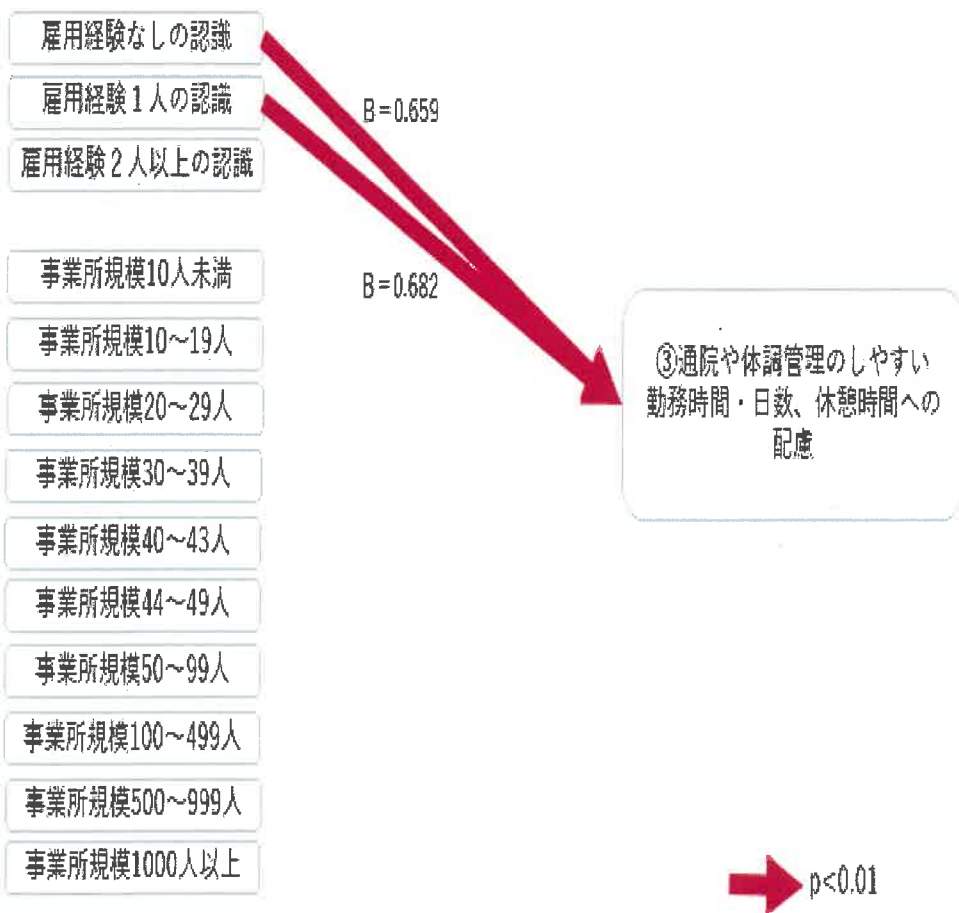 雇用経験なしの認識
雇用経験1人の認識
雇用経験2人以上の認識
B=0.659
事業所規模10人未満
B=0.682
事業所規模10～19人
事業所規模20～29人
事業所規模30～39人
事業所規模40～43人
事業所規模44～49人
事業所規模50～99人
事業所規模100～499人
事業所規模500～999人
事業所規模1000人以上
③通院や体調管理のしやすい
勤務時間・日数、休憩時間への
配慮
p<0.01